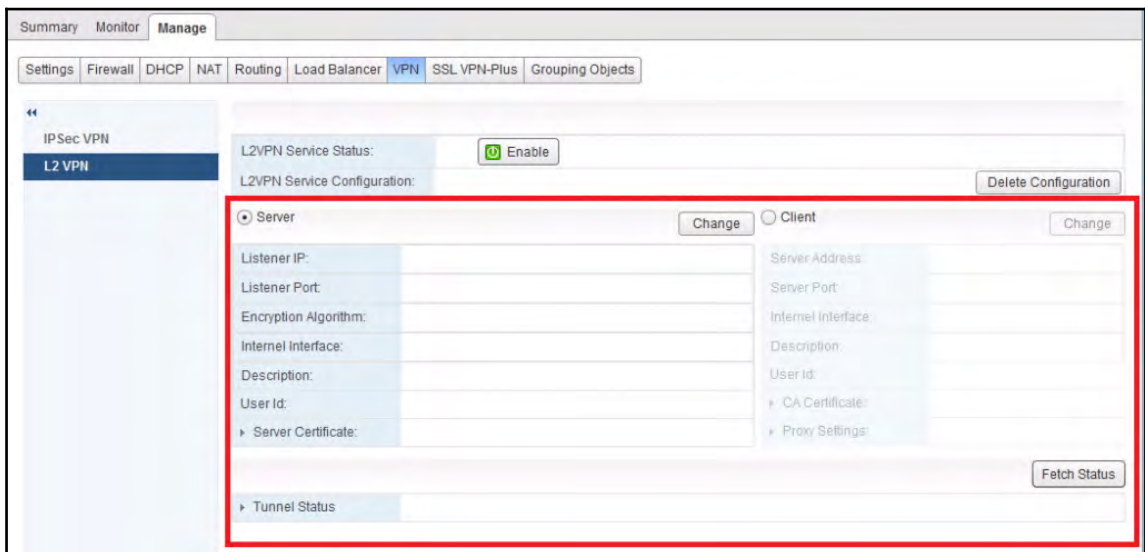 Summary Monitor Manage
Settings Firewall DHCP NAT Routing Load Balancer VPN SSL VPN-Plus Grouping Objects
IPSec VPN
L2 VPN
L2VPN Service Status: Enable
L2VPN Service Configuration: Delete Configuration
Server Change Client Change
Listener IP: Server Address:
Listener Port: Server Port:
Encryption Algorithm: Internel Interface:
Internel Interface: Description:
Description: User Id:
User Id: CA Certificate:
Server Certificate: Proxy Settings:
Fetch Status
Tunnel Status